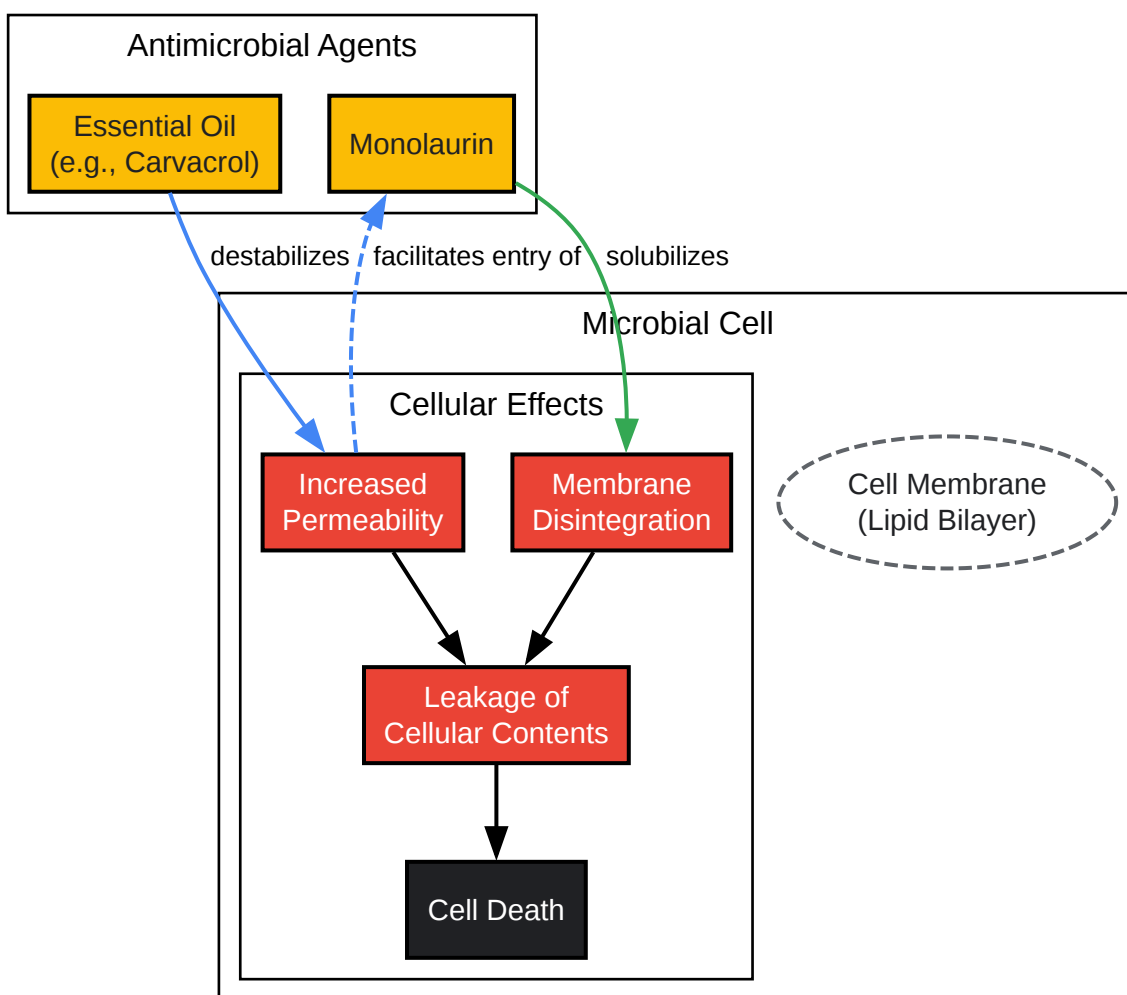 Antimicrobial Agents
Essential Oil
(e.g., Carvacrol)
Monolaurin
destabilizes
facilitates entry of
solubilizes
Microbial Cell
Cellular Effects
Increased
Permeability
Membrane
Disintegration
Cell Membrane
(Lipid Bilayer)
Leakage of
Cellular Contents
Cell Death